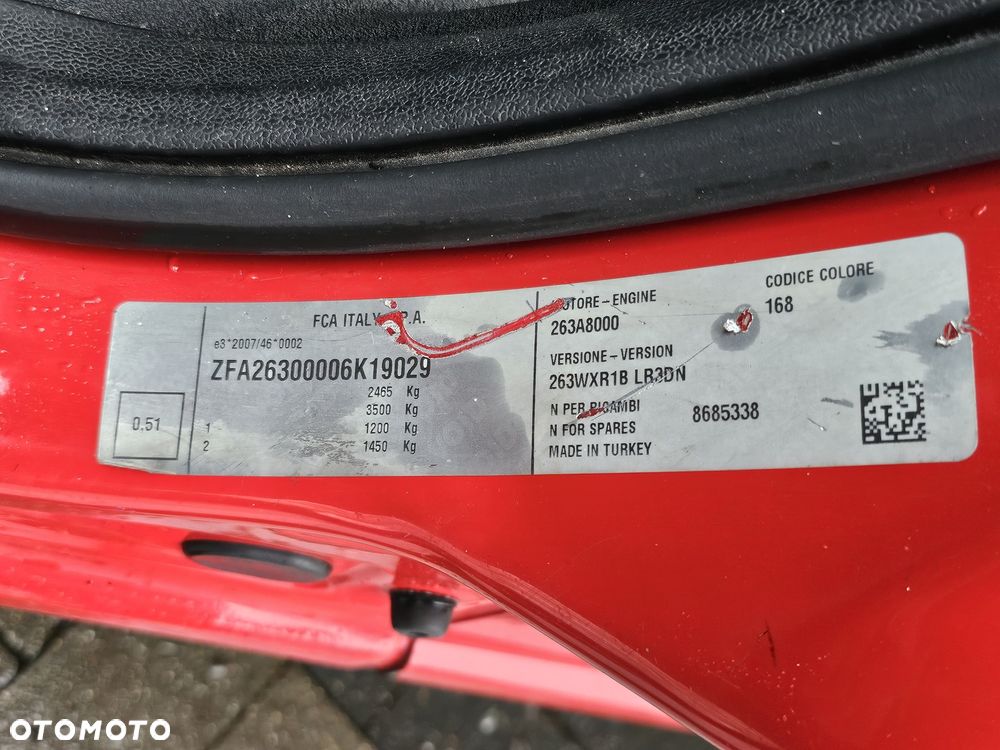 FCA ITALY P.A.
e3*2007/46*0002
ZFA26300006K19029
2465 Kg
3500 Kg
1 1200 Kg
2 1450 Kg
0.51
MOTORE-ENGINE
263A8000
VERSIONE-VERSION
263WXR1B LR3DN
N PER RICAMBI
N FOR SPARES
8685338
MADE IN TURKEY
CODICE COLORE
168
OTOMOTO